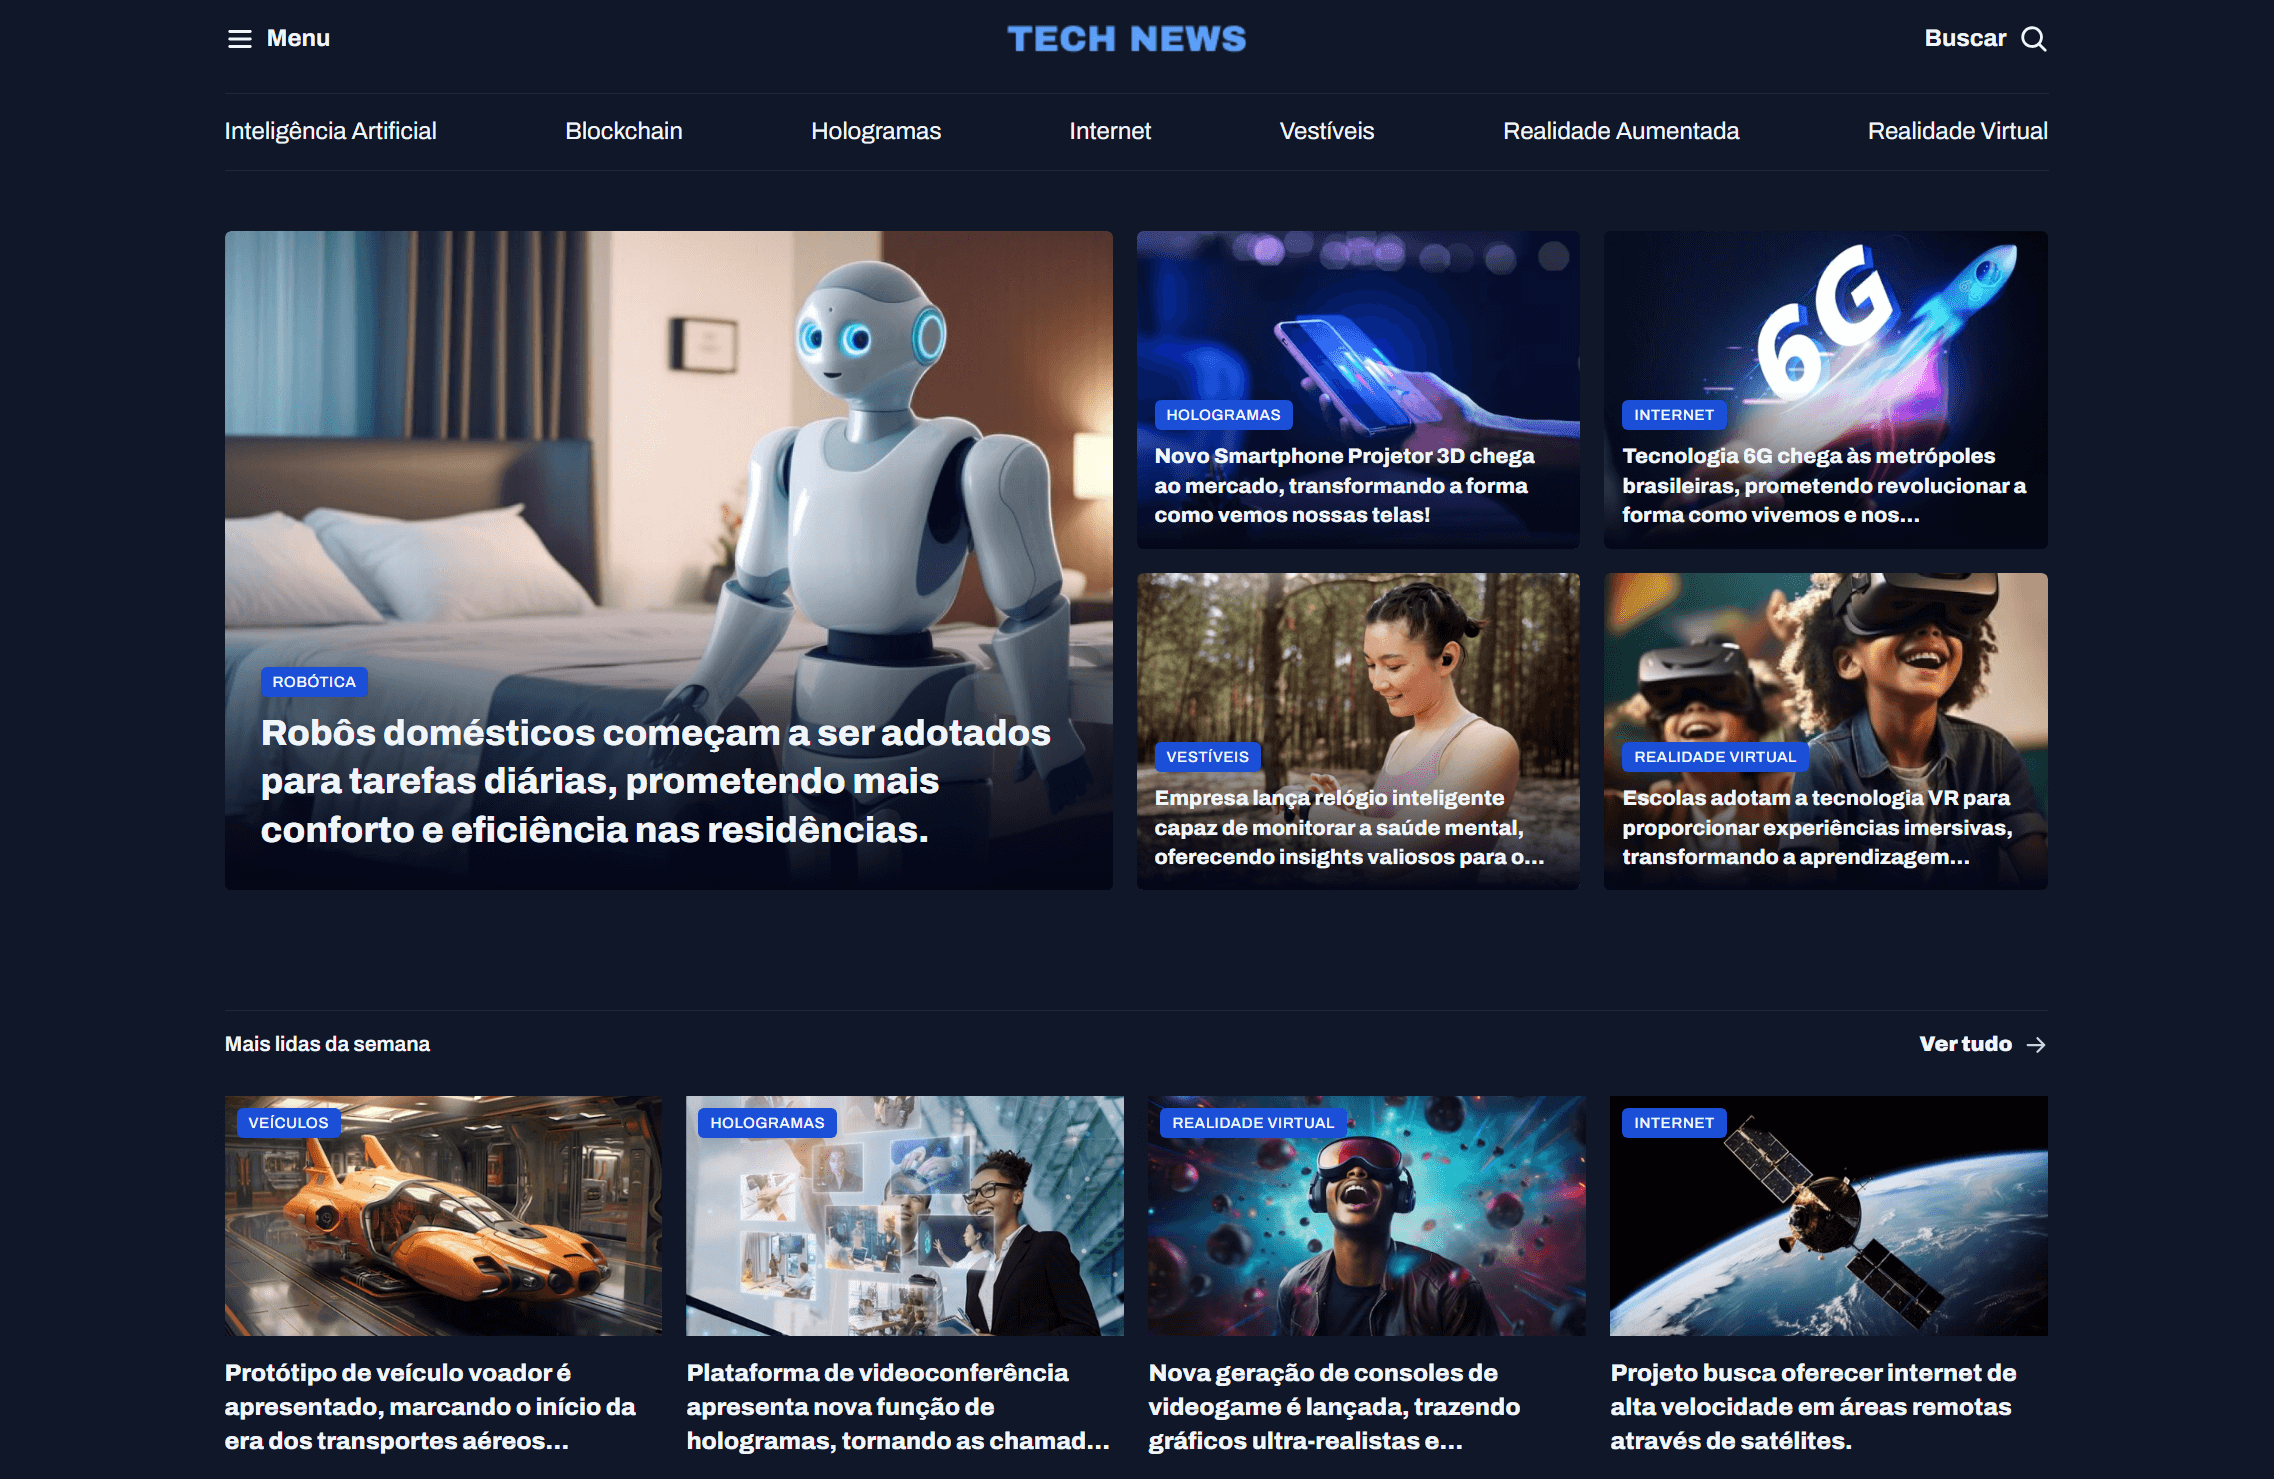 Menu
TECH NEWS
Buscar
Inteligência Artificial
Blockchain
Hologramas
Internet
Vestíveis
Realidade Aumentada
Realidade Virtual
ROBÓTICA
Robôs domésticos começam a ser adotados
para tarefas diárias, prometendo mais
conforto e eficiência nas residências.
HOLOGRAMAS
Novo Smartphone Projetor 3D chega
ao mercado, transformando a forma
como vemos nossas telas!
6G
INTERNET
Tecnologia 6G chega às metrópoles
brasileiras, prometendo revolucionar a
forma como vivemos e nos...
VESTÍVEIS
Empresa lança relógio inteligente
capaz de monitorar a saúde mental,
oferecendo insights valiosos para o...
REALIDADE VIRTUAL
Escolas adotam a tecnologia VR para
proporcionar experiências imersivas,
transformando a aprendizagem...
Mais lidas da semana
Ver tudo
VEÍCULOS
Protótipo de veículo voador é
apresentado, marcando o início da
era dos transportes aéreos...
HOLOGRAMAS
Plataforma de videoconferência
apresenta nova função de
hologramas, tornando as chamad...
REALIDADE VIRTUAL
Nova geração de consoles de
videogame é lançada, trazendo
gráficos ultra-realistas e...
INTERNET
Projeto busca oferecer internet de
alta velocidade em áreas remotas
através de satélites.